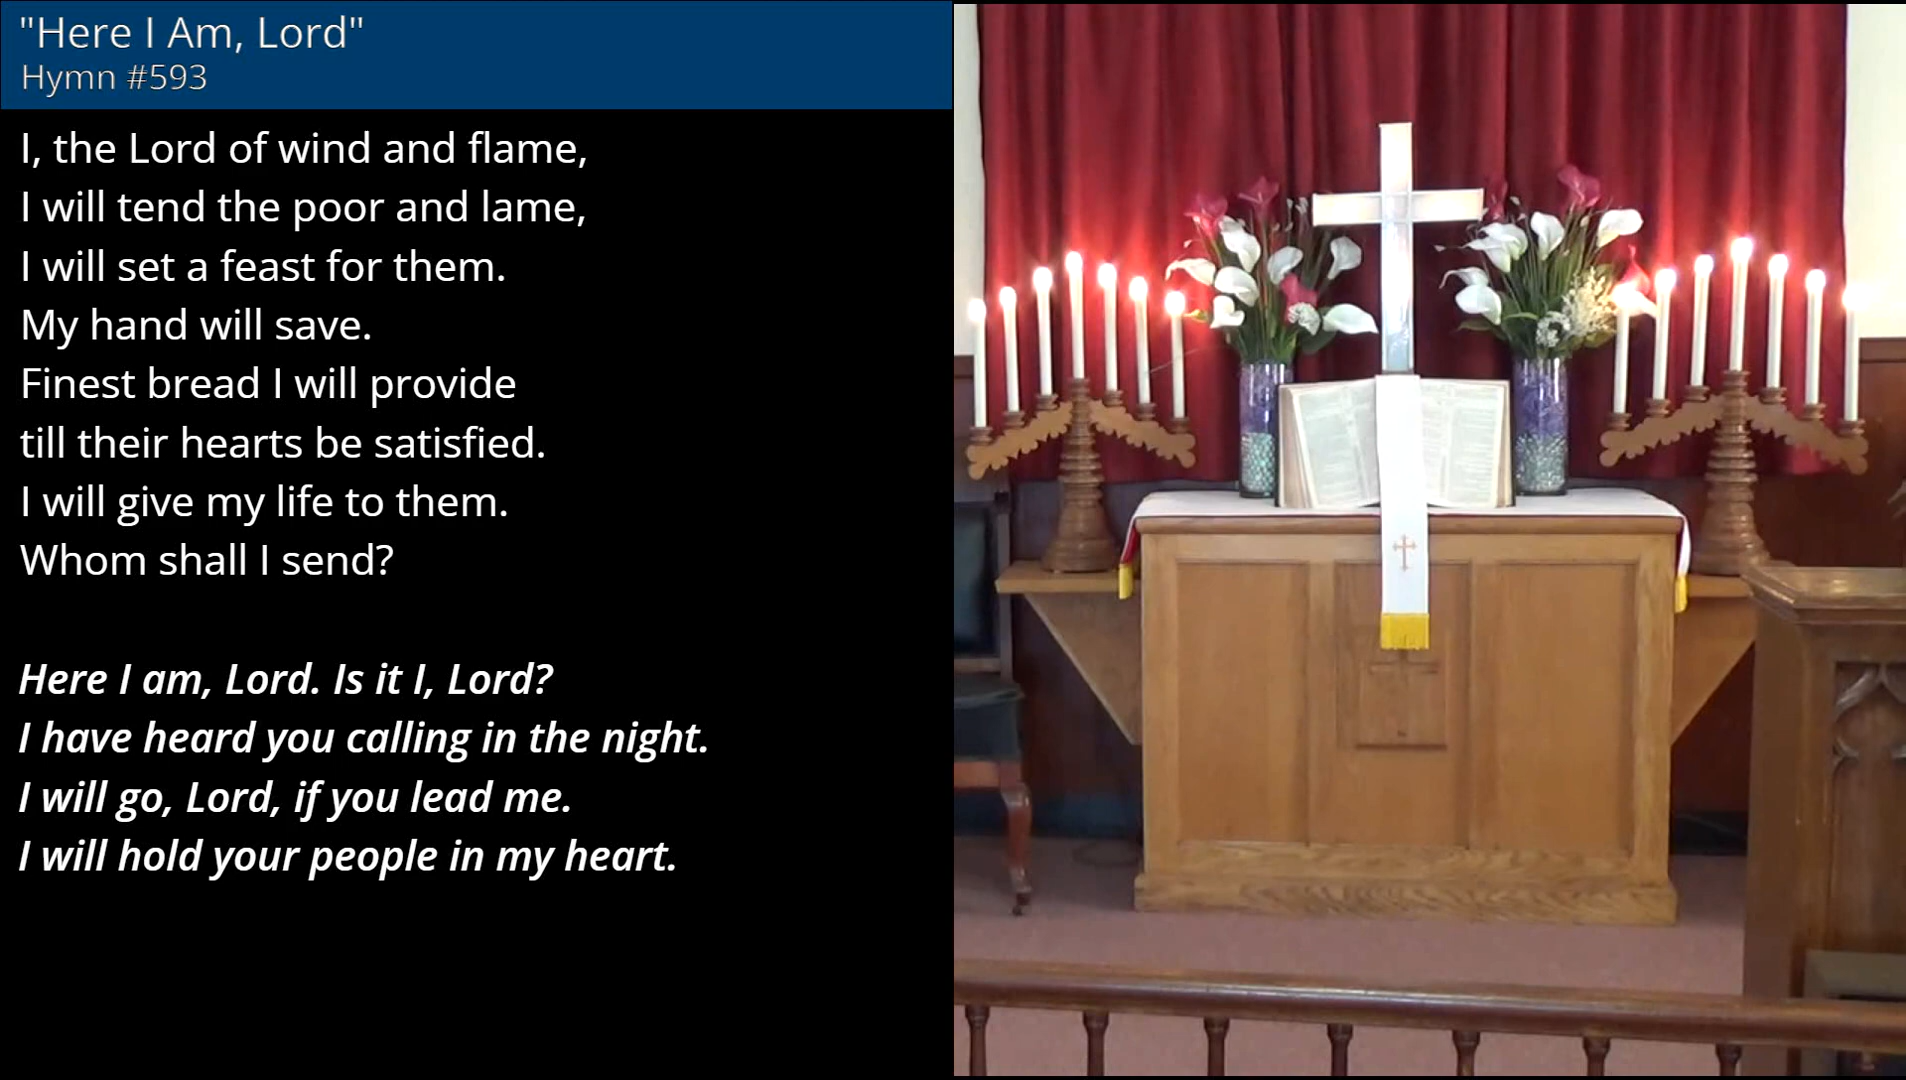 "Here I Am, Lord"
Hymn #593
I, the Lord of wind and flame,
I will tend the poor and lame,
I will set a feast for them.
My hand will save.
Finest bread I will provide
till their hearts be satisfied.
I will give my life to them.
Whom shall I send?
Here I am, Lord. Is it I, Lord?
I have heard you calling in the night.
I will go, Lord, if you lead me.
I will hold your people in my heart.